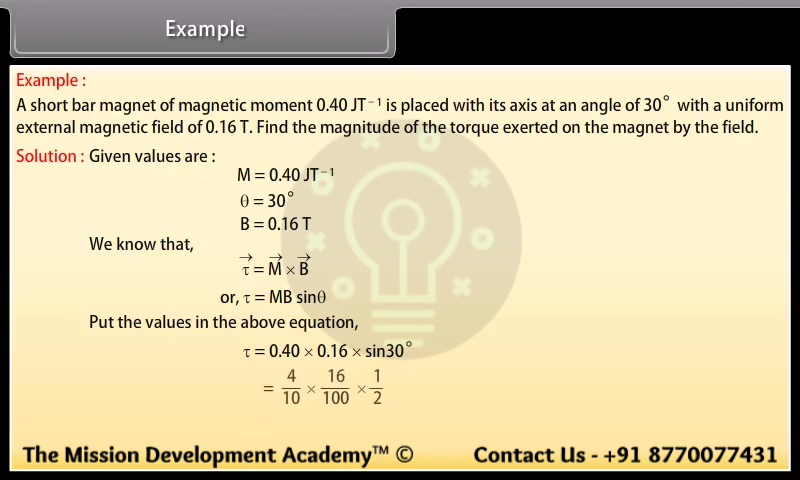 Example
Example :
A short bar magnet of magnetic moment 0.40 JT⁻¹ is placed with its axis at an angle of 30° with a uniform
external magnetic field of 0.16 T. Find the magnitude of the torque exerted on the magnet by the field.
Solution : Given values are :
M = 0.40 JT⁻¹
θ = 30°
B = 0.16 T
We know that,
τ⃗ = M⃗ × B⃗
or, τ = MB sinθ
Put the values in the above equation,
τ = 0.40 × 0.16 × sin30°
= 4/10 × 16/100 × 1/2
The Mission Development Academy™ © Contact Us - +91 8770077431